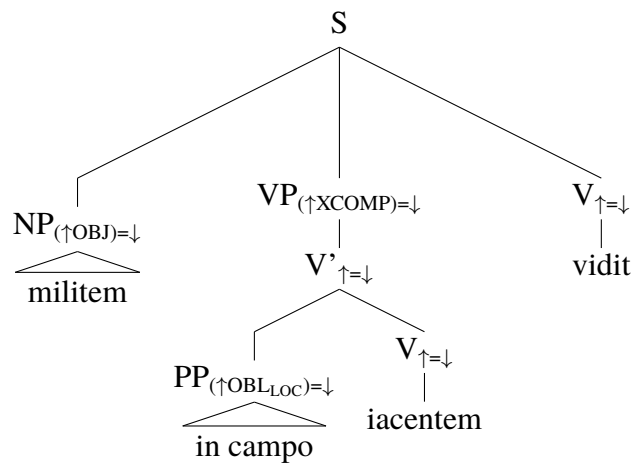 S
NP(↑OBJ)=↓ VP(↑XCOMP)=↓ V↑=↓
militem V’↑=↓ vidit
PP(↑OBL_LOC)=↓ V↑=↓
in campo iacentem